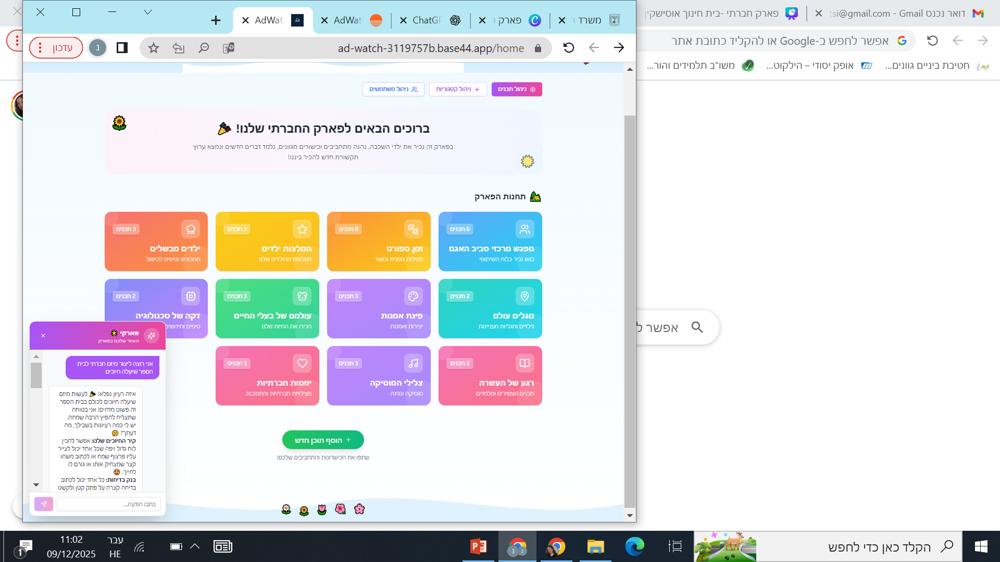 דואר נכנס tsi@gmail.com - Gmail
פארק חברתי -בית חינוך אוסישקין
משרד
פארק
ChatGP
AdWat
AdWat
אפשר לחפש ב-Google או להקליד כתובת אתר
ad-watch-3119757b.base44.app/home
נ
עדכון
חטיבת ביניים גוונים...
אופק יסודי – הילקוט...
משו"ב תלמידים והור...
ניהול תכנים
ניהול קטגוריות
ניהול משתמשים
ברוכים הבאים לפארק החברתי שלנו! 🎉
בפארק זה נכיר את ילדי השכבה, נהנה מתחביבים וכישורים מגוונים, נלמד דברים חדשים ונמצא ערוץ
תקשורת חדש להכיר ביננו!
תחנות הפארק
6 תכנים
מפגש מרכזי סביב האגם
בואו נכיר בלוח השיתופי
8 תכנים
זמן ספורט
פעילות גופנית וכושר
3 תכנים
המלצות ילדים
המלצות מהילדים שלנו
3 תכנים
ילדים מבשלים
מתכונים וטיפים לבישול
2 תכנים
מגלים עולם
גילויים ותגליות מעניינות
3 תכנים
פינת אמנות
יצירות ואמנות
3 תכנים
עולמם של בעלי החיים
הכירו את החיות שלנו
2 תכנים
דקה של טכנולוגיה
טיפים וחידושים
2 תכנים
רגע של העשרה
תכנים מעשירים ומלמדים
3 תכנים
צלילי המוסיקה
מוסיקה ונגינה
3 תכנים
יוזמות חברתיות
פעילויות חברתיות והתנדבות
+ הוסף תוכן חדש
שתפו את הכישרונות והתחביבים שלכם!
פארקי 🌟
העוזר שלכם בפארק
אני רוצה ליצור מיזם חברתי לבית
הספר שיעלה חיוכים
איזה רעיון נפלא! 🎉 לעשות מיזם
שיעלה חיוכים לכולם בבית הספר
זה פשוט מדהים! אני בטוחה
שתצליח להפיץ הרבה שמחה.
יש לי כמה רעיונות בשבילך, מה
דעתך? 🤔
קיר החיוכים שלנו: אפשר להכין
לוח גדול ויפה שכל אחד יכול לצייר
עליו פרצוף שמח או לכתוב משהו
קצר שמצחיק אותו או גורם לו
לחייך. 🤩
בנק בדיחות: כל אחד יכול לכתוב
בדיחה קצרה על פתק קטן ולקשט
כתבו הודעה...
אפשר ל
הקלד כאן כדי לחפש
עבר
HE
11:02
09/12/2025
1